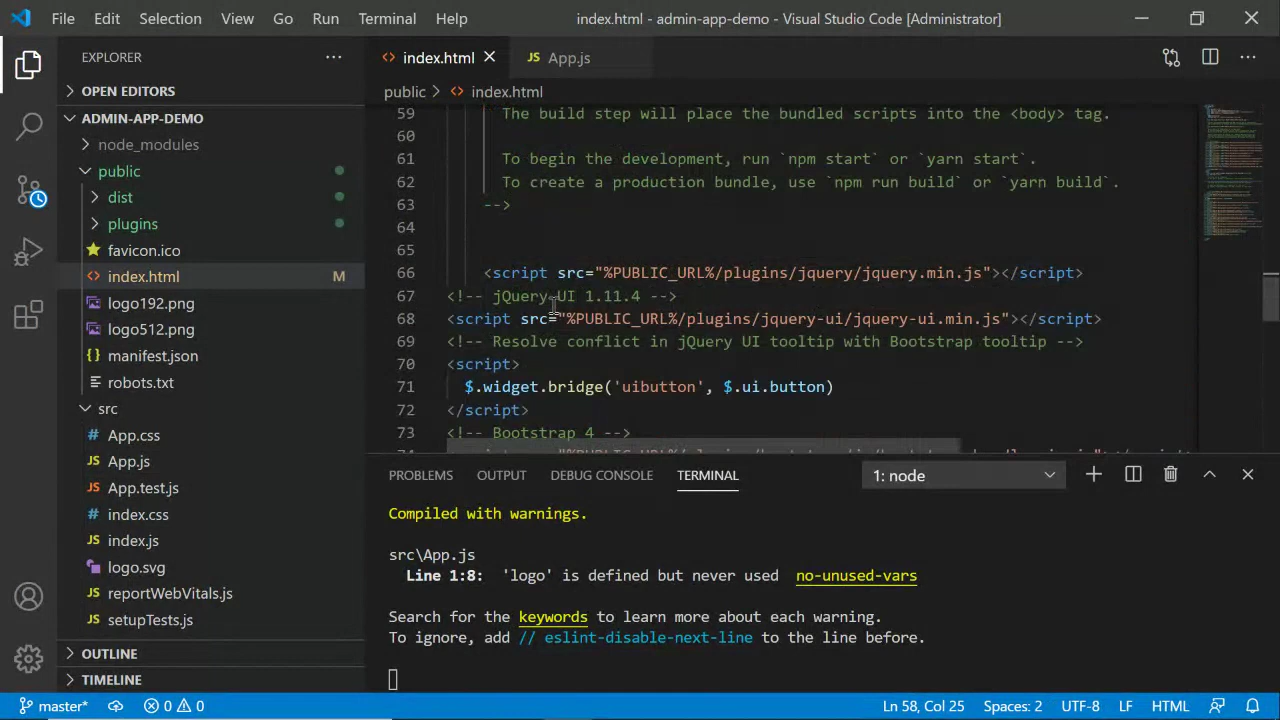 File Edit Selection View Go Run Terminal Help index.html - admin-app-demo - Visual Studio Code [Administrator]
EXPLORER
OPEN EDITORS
ADMIN-APP-DEMO
node_modules
public
dist
plugins
favicon.ico
index.html M
logo192.png
logo512.png
manifest.json
robots.txt
src
App.css
App.js
App.test.js
index.css
index.js
logo.svg
reportWebVitals.js
setupTests.js
OUTLINE
TIMELINE
index.html App.js
public > index.html
59 The build step will place the bundled scripts into the <body> tag.
60
61 To begin the development, run `npm start` or `yarn start`.
62 To create a production bundle, use `npm run build` or `yarn build`.
63 -->
64
65
66 <script src="%PUBLIC_URL%/plugins/jquery/jquery.min.js"></script>
67 <!-- jQuery UI 1.11.4 -->
68 <script src="%PUBLIC_URL%/plugins/jquery-ui/jquery-ui.min.js"></script>
69 <!-- Resolve conflict in jQuery UI tooltip with Bootstrap tooltip -->
70 <script>
71 $.widget.bridge('uibutton', $.ui.button)
72 </script>
73 <!-- Bootstrap 4 -->
PROBLEMS OUTPUT DEBUG CONSOLE TERMINAL 1: node
Compiled with warnings.
src\App.js
Line 1:8: 'logo' is defined but never used no-unused-vars
Search for the keywords to learn more about each warning.
To ignore, add // eslint-disable-next-line to the line before.
master* 0 0 Ln 58, Col 25 Spaces: 2 UTF-8 LF HTML